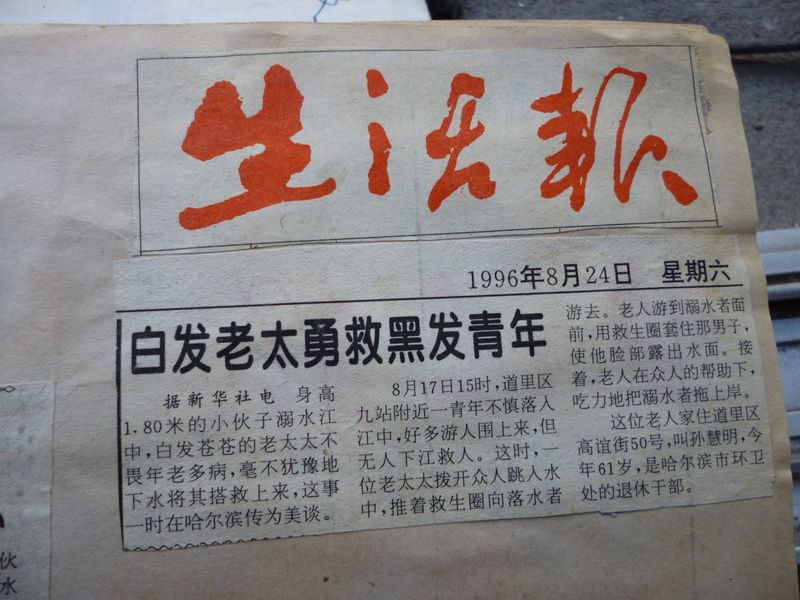 生活报
1996年8月24日 星期六
白发老太勇救黑发青年
据新华社电 身高
1.80米的小伙子溺水江
中，白发苍苍的老太太不
畏年老多病，毫不犹豫地
下水将其搭救上来，这事
一时在哈尔滨传为美谈。
8月17日15时，道里区
九站附近一青年不慎落入
江中，好多游人围上来，但
无人下江救人。这时，一
位老太太拨开众人跳入水
中，推着救生圈向落水者
游去。老人游到溺水者面
前，用救生圈套住那男子，
使他脸部露出水面。接
着，老人在众人的帮助下，
吃力地把溺水者拖上岸。
这位老人家住道里区
高谊街50号，叫孙慧明，今
年61岁，是哈尔滨市环卫
处的退休干部。
伙
水